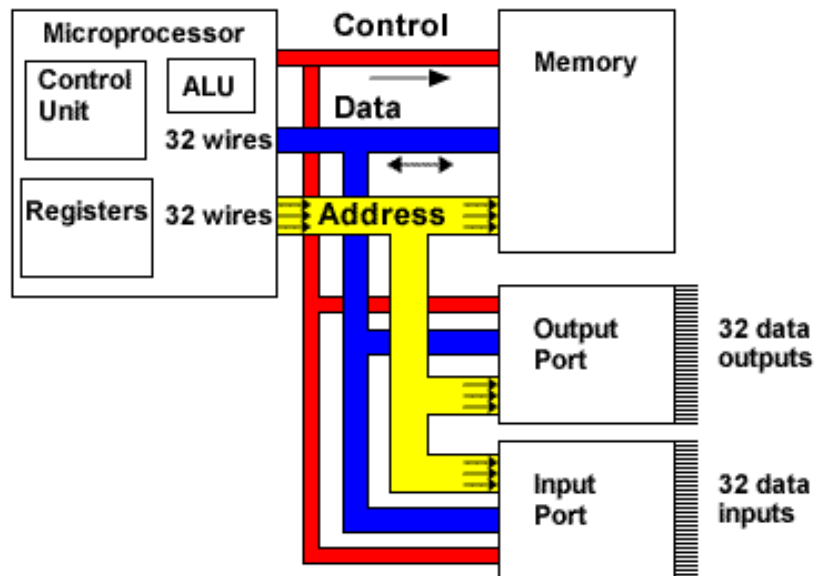 Microprocessor
Control
Unit
ALU
32 wires
Registers
32 wires
Control
Data
Address
Memory
Output
Port
32 data
outputs
Input
Port
32 data
inputs